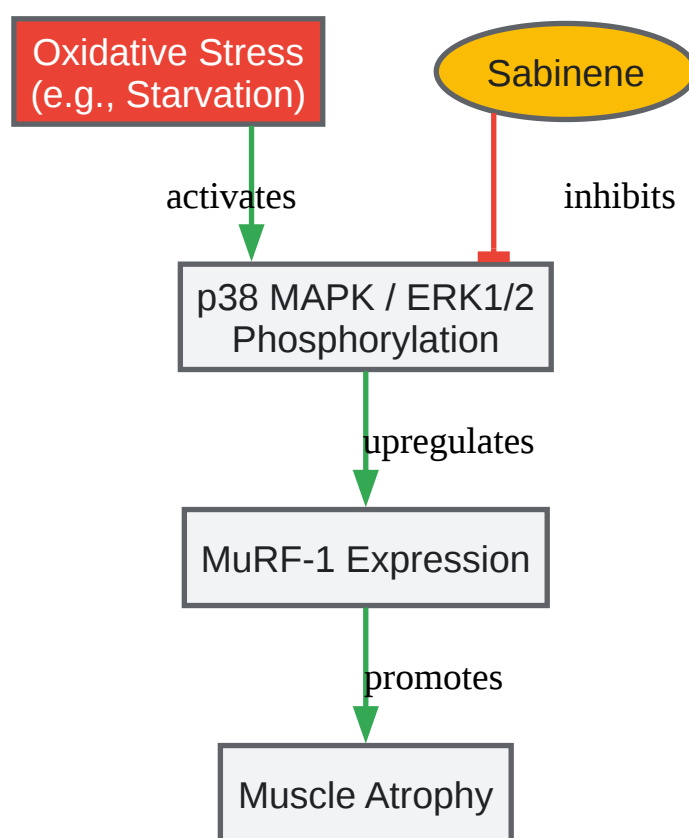 Oxidative Stress
(e.g., Starvation)
Sabinene
activates
inhibits
p38 MAPK / ERK1/2
Phosphorylation
upregulates
MuRF-1 Expression
promotes
Muscle Atrophy